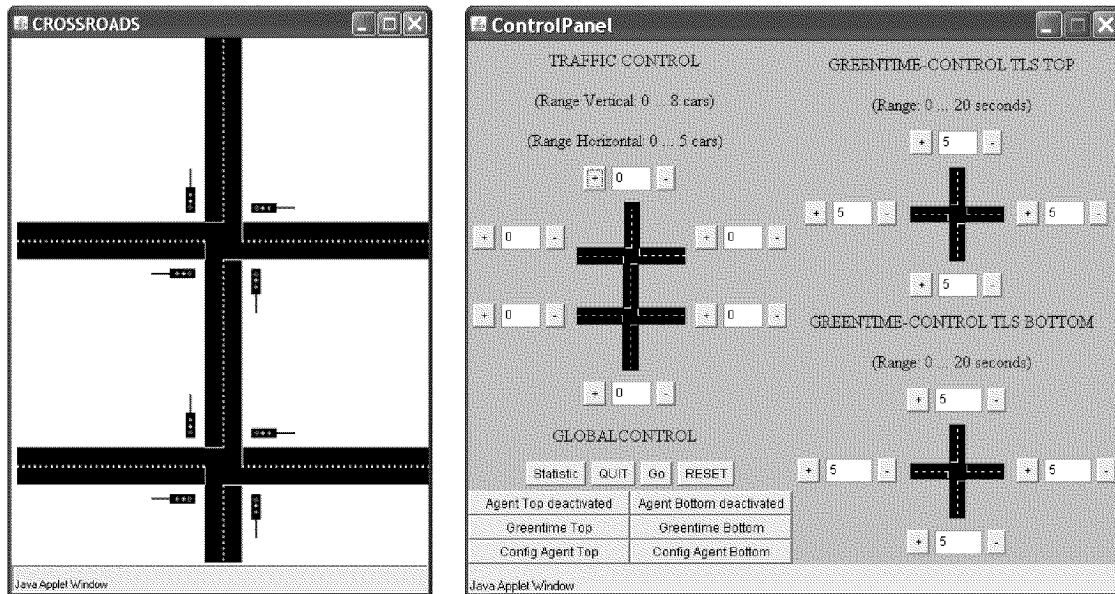 CROSSROADS
Java Applet Window
ControlPanel
TRAFFIC CONTROL
(Range Vertical: 0 ... 8 cars)
(Range Horizontal: 0 ... 5 cars)
+ 0 -
+ 0 - + 0 -
+ 0 - + 0 -
+ 0 -
GLOBALCONTROL
Statistic QUIT Go RESET
Agent Top deactivated Agent Bottom deactivated
Greentime Top Greentime Bottom
Config Agent Top Config Agent Bottom
GREENTIME-CONTROL TLS TOP
(Range: 0 ... 20 seconds)
+ 5 -
+ 5 - + 5 -
+ 5 -
GREENTIME-CONTROL TLS BOTTOM
(Range: 0 ... 20 seconds)
+ 5 -
+ 5 - + 5 -
+ 5 -
Java Applet Window